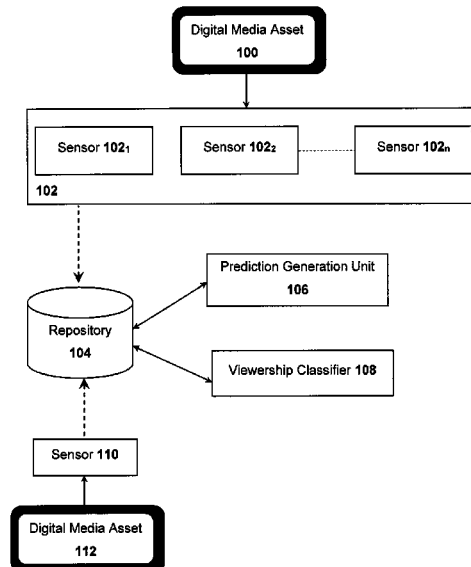 Digital Media Asset
100
Sensor 102₁
Sensor 102₂
Sensor 102ₙ
102
Prediction Generation Unit
106
Repository
104
Viewership Classifier 108
Sensor 110
Digital Media Asset
112